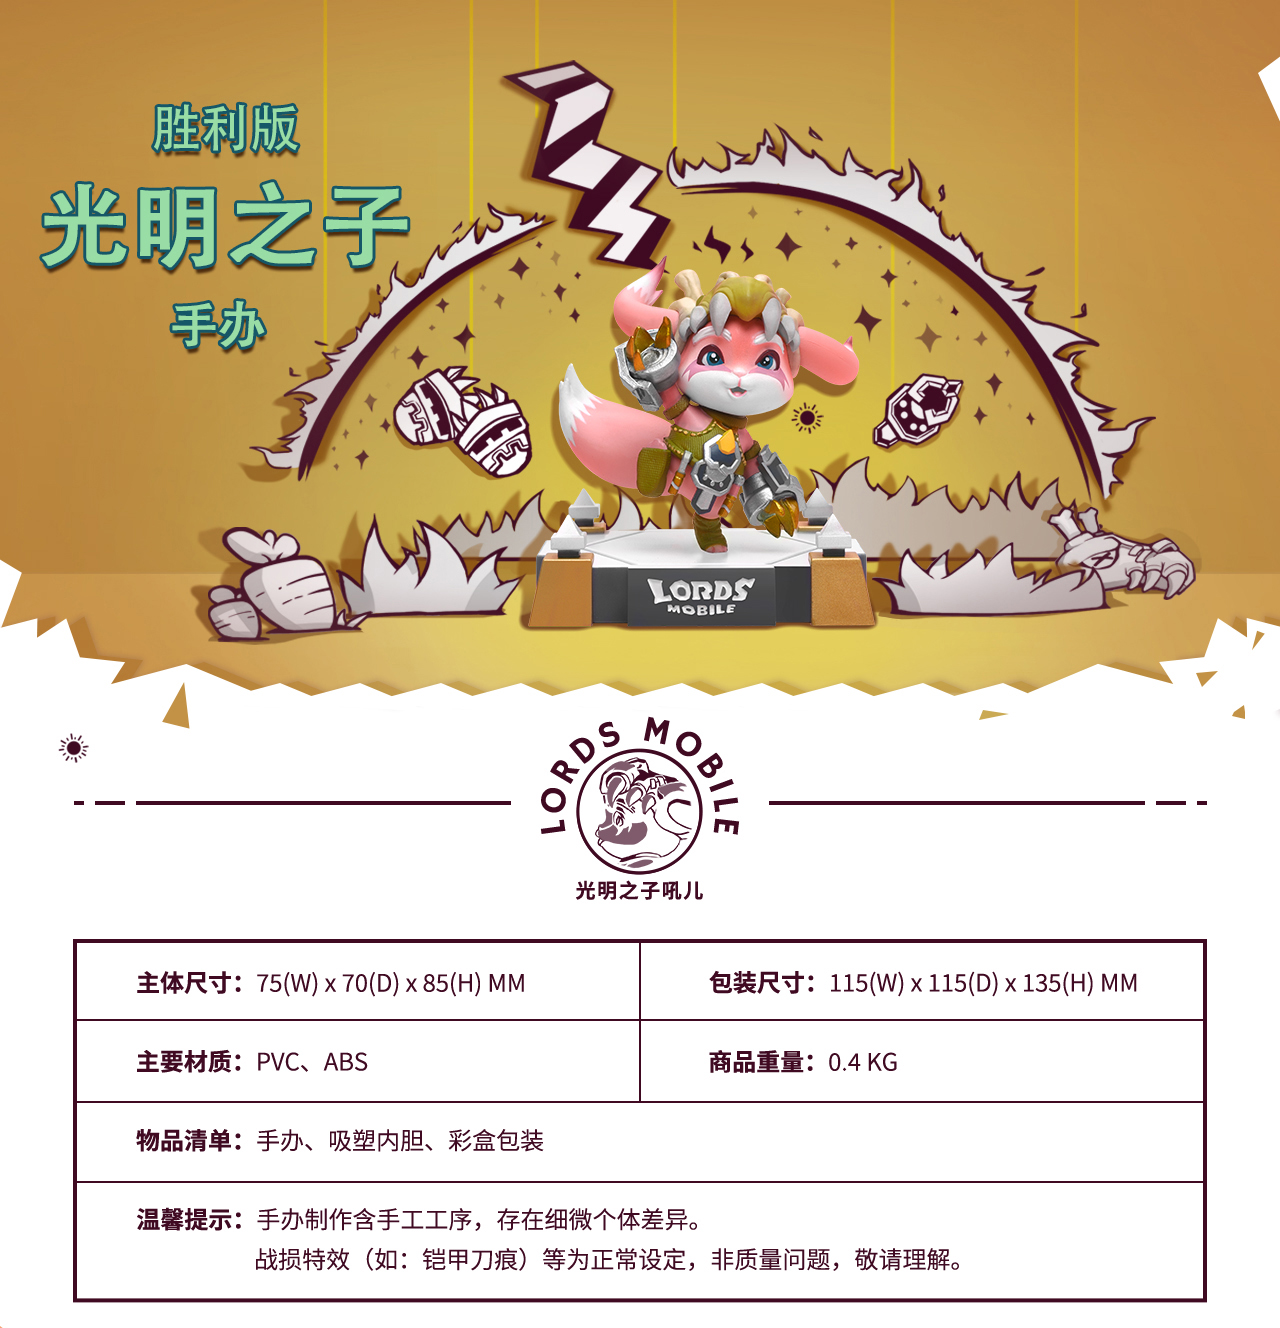 胜利版
光明之子
手办
LORDS
MOBILE
LORDS MOBILE
光明之子吼儿
主体尺寸：75(W) x 70(D) x 85(H) MM
包装尺寸：115(W) x 115(D) x 135(H) MM
主要材质：PVC、ABS
商品重量：0.4 KG
物品清单：手办、吸塑内胆、彩盒包装
温馨提示：手办制作含手工工序，存在细微个体差异。
战损特效（如：铠甲刀痕）等为正常设定，非质量问题，敬请理解。